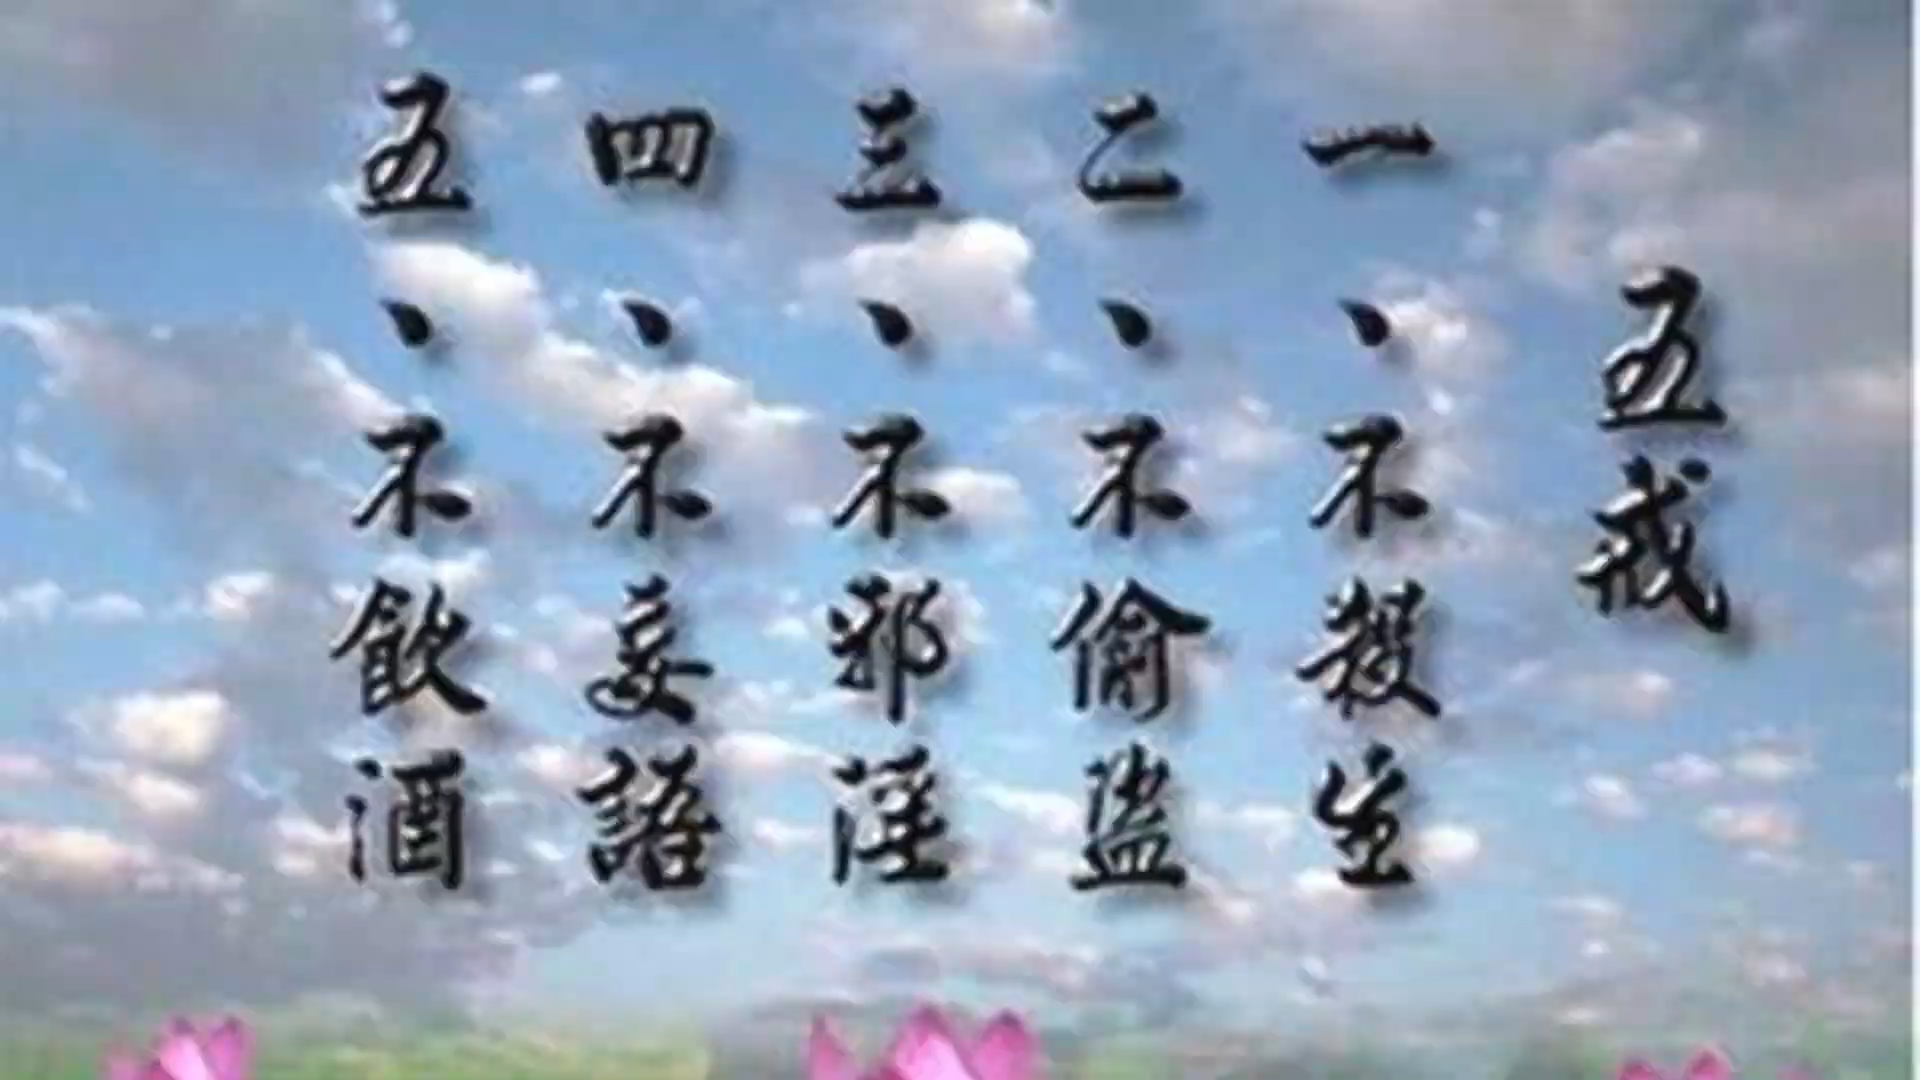 五戒
一、不殺生
二、不偷盜
三、不邪淫
四、不妄語
五、不飲酒